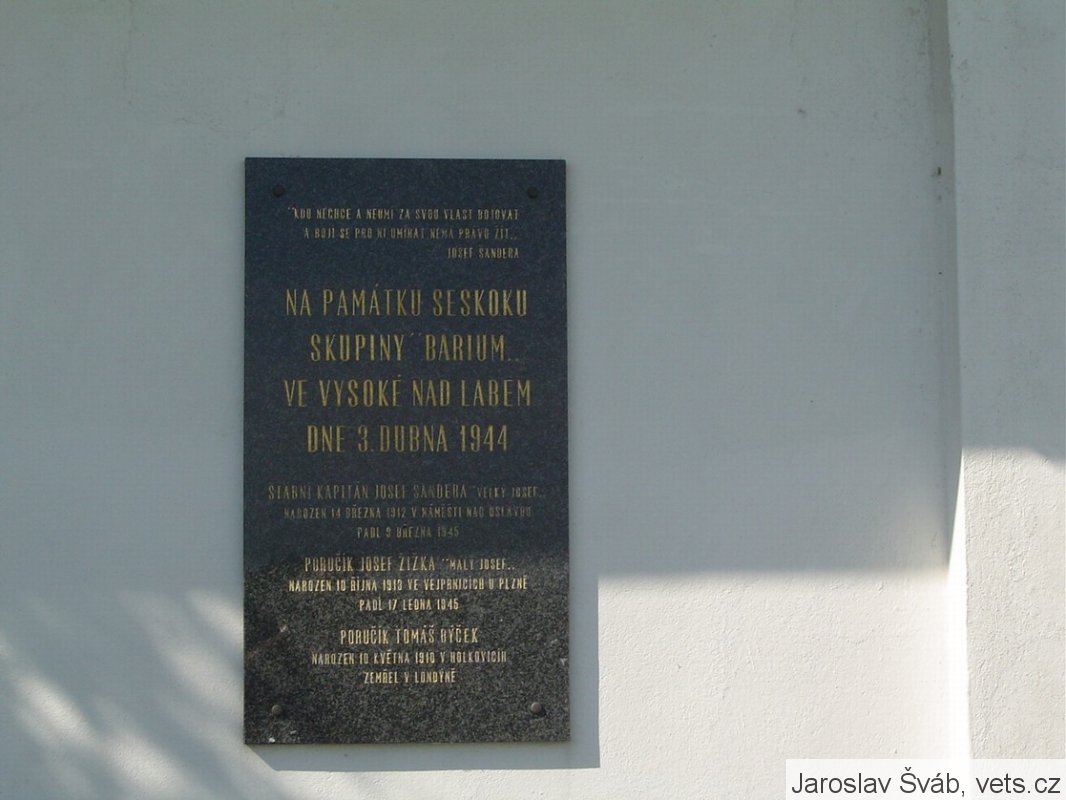 "KDO NECHCE A NEUMÍ ZA SVOU VLAST BOJOVAT
A BOJÍ SE PRO NI UMÍRAT NEMÁ PRÁVO ŽÍT„
JOSEF ŠANDERA
NA PAMÁTKU SESKOKU
SKUPINY "BARIUM„
VE VYSOKÉ NAD LABEM
DNE 3. DUBNA 1944
ŠTÁBNÍ KAPITÁN JOSEF ŠANDERA "VELKÝ JOSEF„
NAROZEN 14 BŘEZNA 1912 V NÁMĚŠTI NAD OSLAVOU
PADL 9 BŘEZNA 1945
PORUČÍK JOSEF ŽIŽKA "MALÝ JOSEF„
NAROZEN 10 ŘÍJNA 1913 VE VEJPRNICÍCH U PLZNĚ
PADL 17 LEDNA 1945
PORUČÍK TOMÁŠ BÝČEK
NAROZEN 10 KVĚTNA 1910 V HOLKOVICÍCH
ZEMŘEL V LONDÝNĚ
Jaroslav Šváb, vets.cz